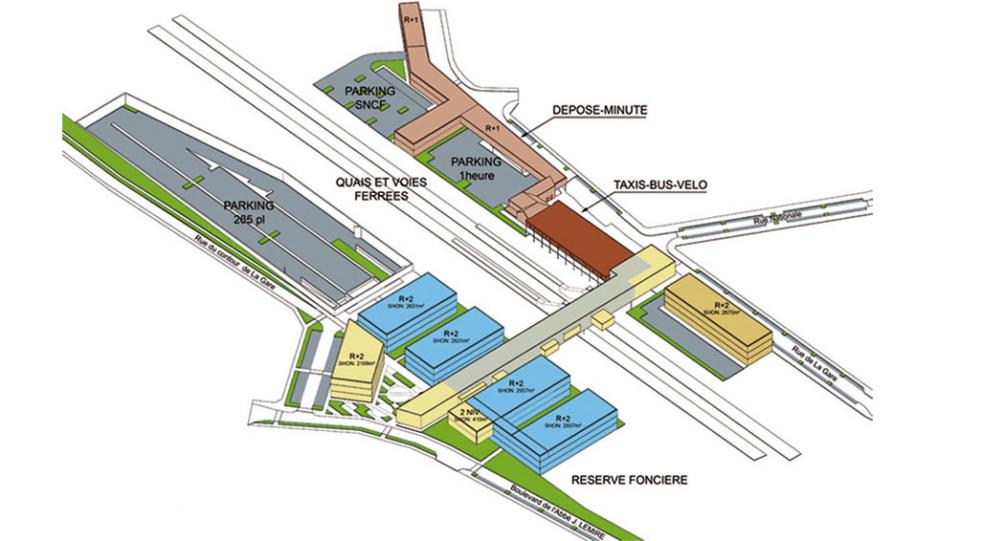 R+1
PARKING
SNCF
DEPOSE-MINUTE
R+1
PARKING
1heure
TAXIS-BUS-VELO
QUAIS ET VOIES
FERREES
PARKING
265 pl
Rue Nationale
Rue du contour de La Gare
R+2
SHON: 2631m²
R+2
SHON: 2631m²
R+2
SHON: 2670m²
R+2
SHON: 2109m²
Rue de La Gare
R+2
SHON: 2937m²
2 NIV
SHON: 410m²
R+2
SHON: 2937m²
RESERVE FONCIERE
Boulevard de l'Abbé J. LEMIRE